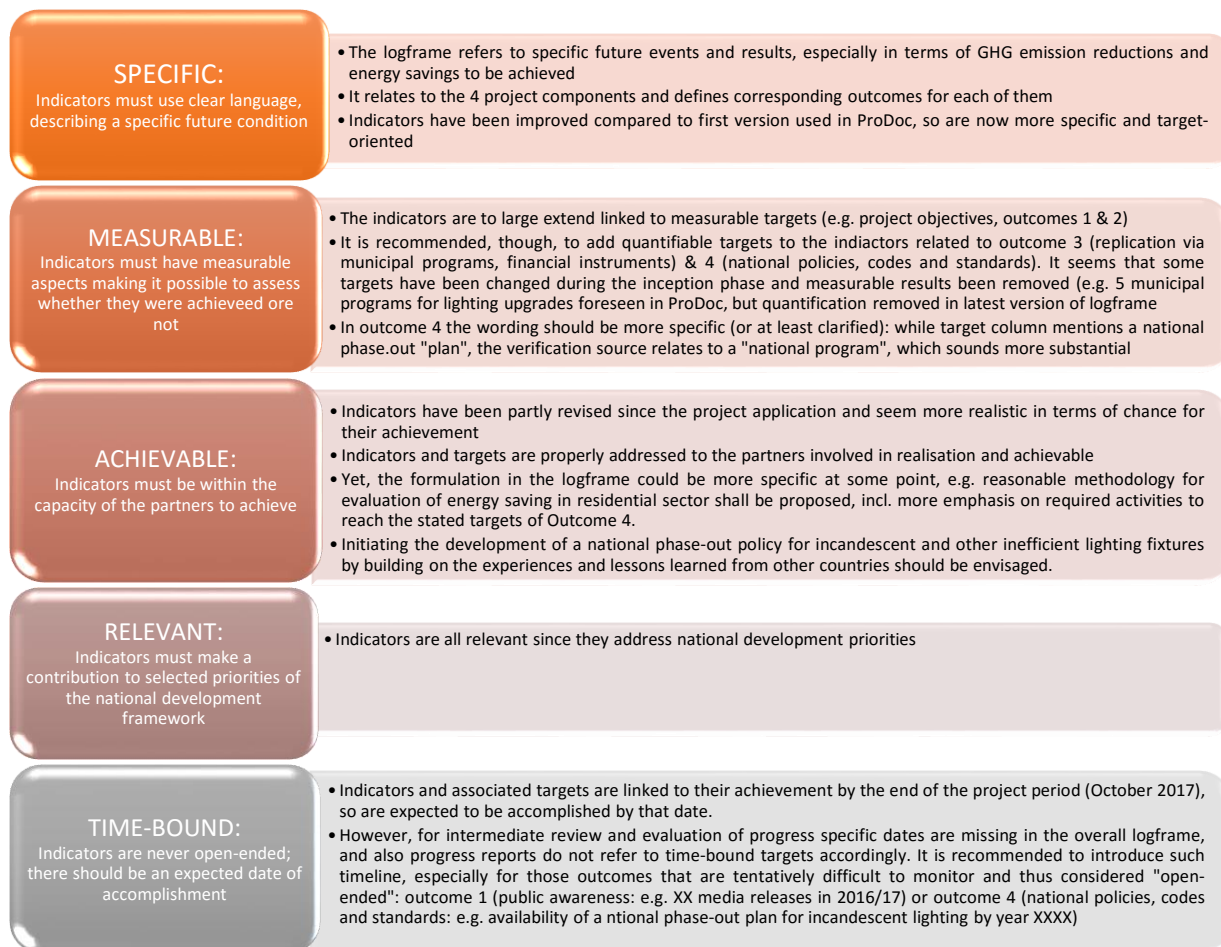 SPECIFIC:
Indicators must use clear language,
describing a specific future condition
• The logframe refers to specific future events and results, especially in terms of GHG emission reductions and
energy savings to be achieved
• It relates to the 4 project components and defines corresponding outcomes for each of them
• Indicators have been improved compared to first version used in ProDoc, so are now more specific and target-
oriented
MEASURABLE:
Indicators must have measurable
aspects making it possible to assess
whether they were achieveed ore
not
• The indicators are to large extend linked to measurable targets (e.g. project objectives, outcomes 1 & 2)
• It is recommended, though, to add quantifiable targets to the indiactors related to outcome 3 (replication via
municipal programs, financial instruments) & 4 (national policies, codes and standards). It seems that some
targets have been changed during the inception phase and measurable results been removed (e.g. 5 municipal
programs for lighting upgrades foreseen in ProDoc, but quantification removed in latest version of logframe
• In outcome 4 the wording should be more specific (or at least clarified): while target column mentions a national
phase.out "plan", the verification source relates to a "national program", which sounds more substantial
ACHIEVABLE:
Indicators must be within the
capacity of the partners to achieve
• Indicators have been partly revised since the project application and seem more realistic in terms of chance for
their achievement
• Indicators and targets are properly addressed to the partners involved in realisation and achievable
• Yet, the formulation in the logframe could be more specific at some point, e.g. reasonable methodology for
evaluation of energy saving in residential sector shall be proposed, incl. more emphasis on required activities to
reach the stated targets of Outcome 4.
• Initiating the development of a national phase-out policy for incandescent and other inefficient lighting fixtures
by building on the experiences and lessons learned from other countries should be envisaged.
RELEVANT:
Indicators must make a
contribution to selected priorities of
the national development
framework
• Indicators are all relevant since they address national development priorities
TIME-BOUND:
Indicators are never open-ended;
there should be an expected date of
accomplishment
• Indicators and associated targets are linked to their achievement by the end of the project period (October 2017),
so are expected to be accomplished by that date.
• However, for intermediate review and evaluation of progress specific dates are missing in the overall logframe,
and also progress reports do not refer to time-bound targets accordingly. It is recommended to introduce such
timeline, especially for those outcomes that are tentatively difficult to monitor and thus considered "open-
ended": outcome 1 (public awareness: e.g. XX media releases in 2016/17) or outcome 4 (national policies, codes
and standards: e.g. availability of a ntional phase-out plan for incandescent lighting by year XXXX)